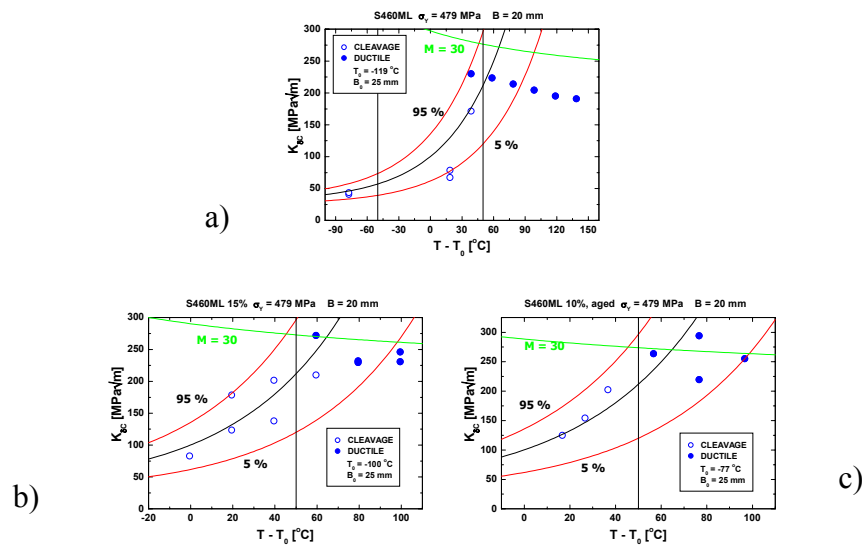 S460ML σY = 479 MPa B = 20 mm
300
250
200
150
100
50
0
KδC [MPa√m]
CLEAVAGE
DUCTILE
T0 = -119 °C
B0 = 25 mm
M = 30
95 %
5 %
-90 -60 -30 0 30 60 90 120 150
T - T0 [°C]
a)
S460ML 15% σY = 479 MPa B = 20 mm
300
250
200
150
100
50
0
KδC [MPa√m]
M = 30
95 %
5 %
CLEAVAGE
DUCTILE
T0 = -100 °C
B0 = 25 mm
-20 0 20 40 60 80 100
T - T0 [°C]
b)
S460ML 10%, aged σY = 479 MPa B = 20 mm
300
250
200
150
100
50
0
KδC [MPa√m]
M = 30
95 %
5 %
CLEAVAGE
DUCTILE
T0 = -77 °C
B0 = 25 mm
0 20 40 60 80 100
T - T0 [°C]
c)